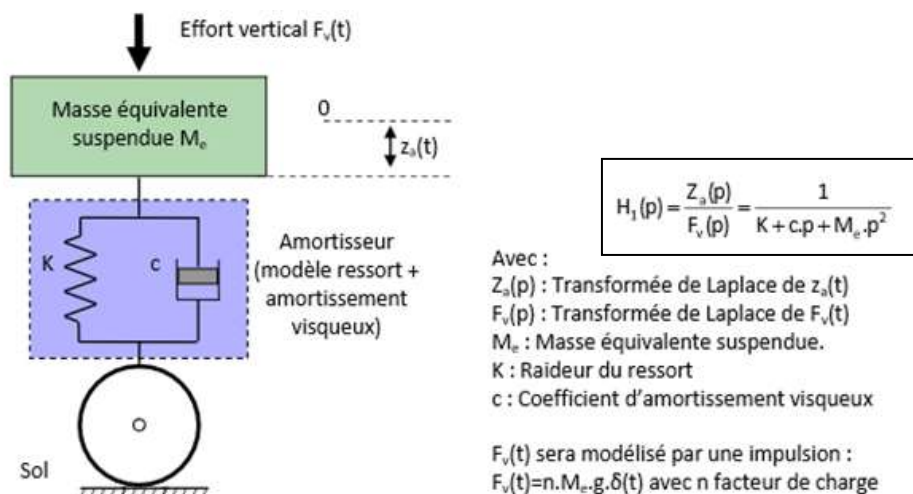 Effort vertical Fᵥ(t)
Masse équivalente
suspendue Mₑ
0
zₐ(t)
K
c
Amortisseur
(modèle ressort +
amortissement
visqueux)
Sol
H₁(p) = Zₐ(p) / Fᵥ(p) = 1 / (K + c.p + Mₑ.p²)
Avec :
Zₐ(p) : Transformée de Laplace de zₐ(t)
Fᵥ(p) : Transformée de Laplace de Fᵥ(t)
Mₑ : Masse équivalente suspendue.
K : Raideur du ressort
c : Coefficient d'amortissement visqueux
Fᵥ(t) sera modélisé par une impulsion :
Fᵥ(t)=n.Mₑ.g.δ(t) avec n facteur de charge